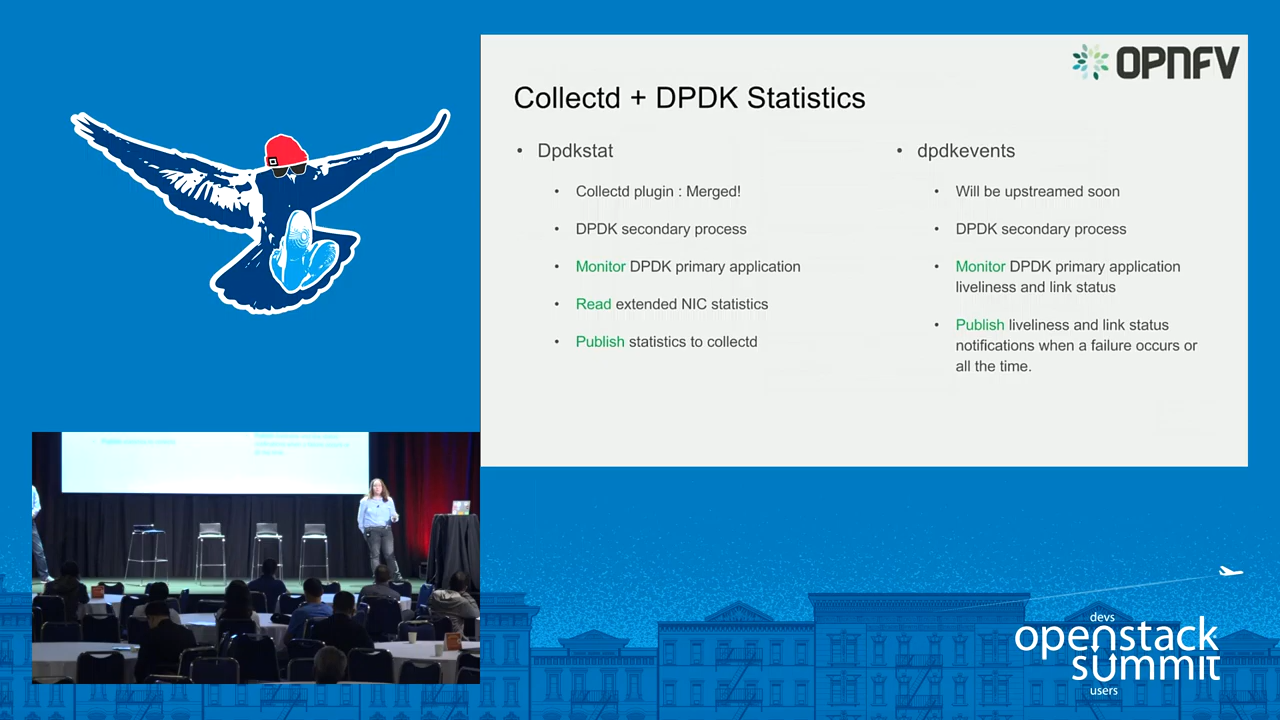 OPNFV
Collectd + DPDK Statistics
• Dpdkstat
• Collectd plugin : Merged!
• DPDK secondary process
• Monitor DPDK primary application
• Read extended NIC statistics
• Publish statistics to collectd
• dpdkevents
• Will be upstreamed soon
• DPDK secondary process
• Monitor DPDK primary application
liveliness and link status
• Publish liveliness and link status
notifications when a failure occurs or
all the time.
devs
openstack
summit
users